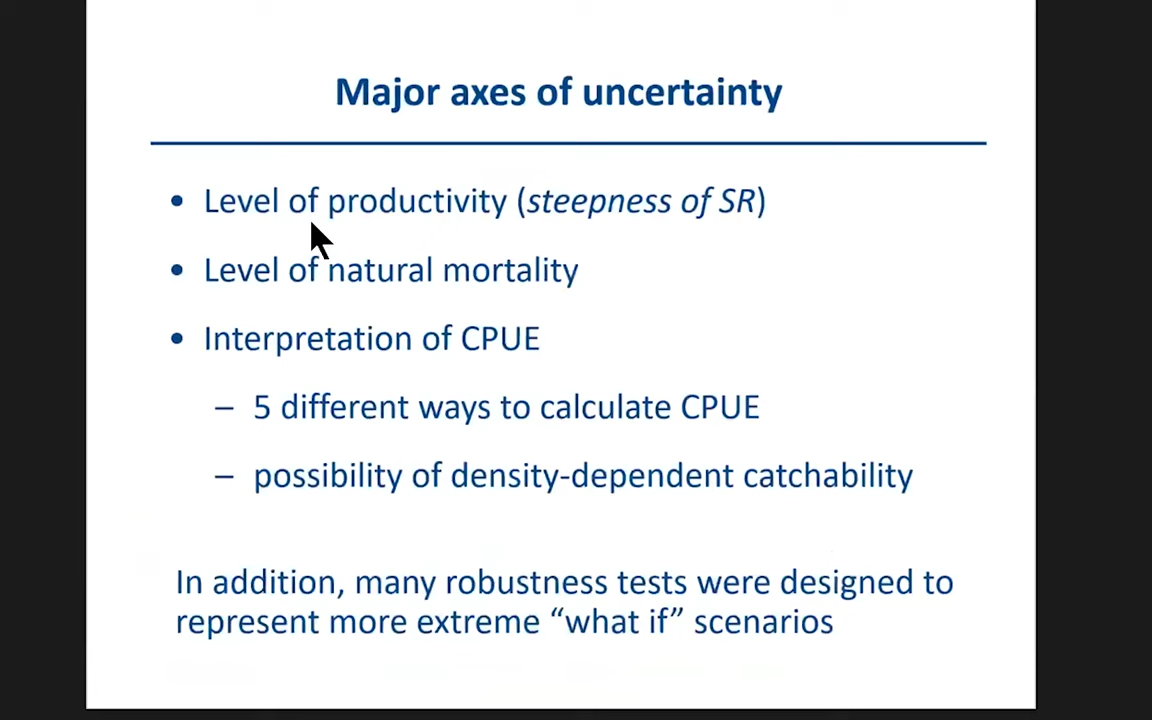 Major axes of uncertainty
• Level of productivity (steepness of SR)
• Level of natural mortality
• Interpretation of CPUE
– 5 different ways to calculate CPUE
– possibility of density-dependent catchability
In addition, many robustness tests were designed to
represent more extreme “what if” scenarios